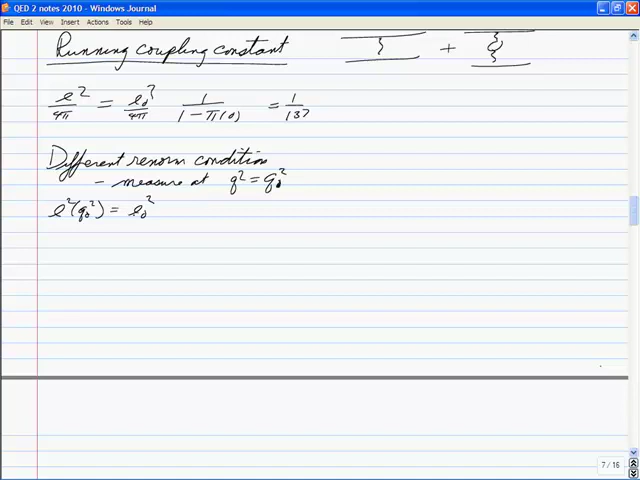 QED 2 notes 2010 - Windows Journal
File Edit View Insert Actions Tools Help
Running coupling constant
+
e²/4π = e₀²/4π 1/(1 − π(0)) = 1/137
Different renorm condition
– measure at q² = q₀²
e²(q₀²) = e₀²
7 / 16